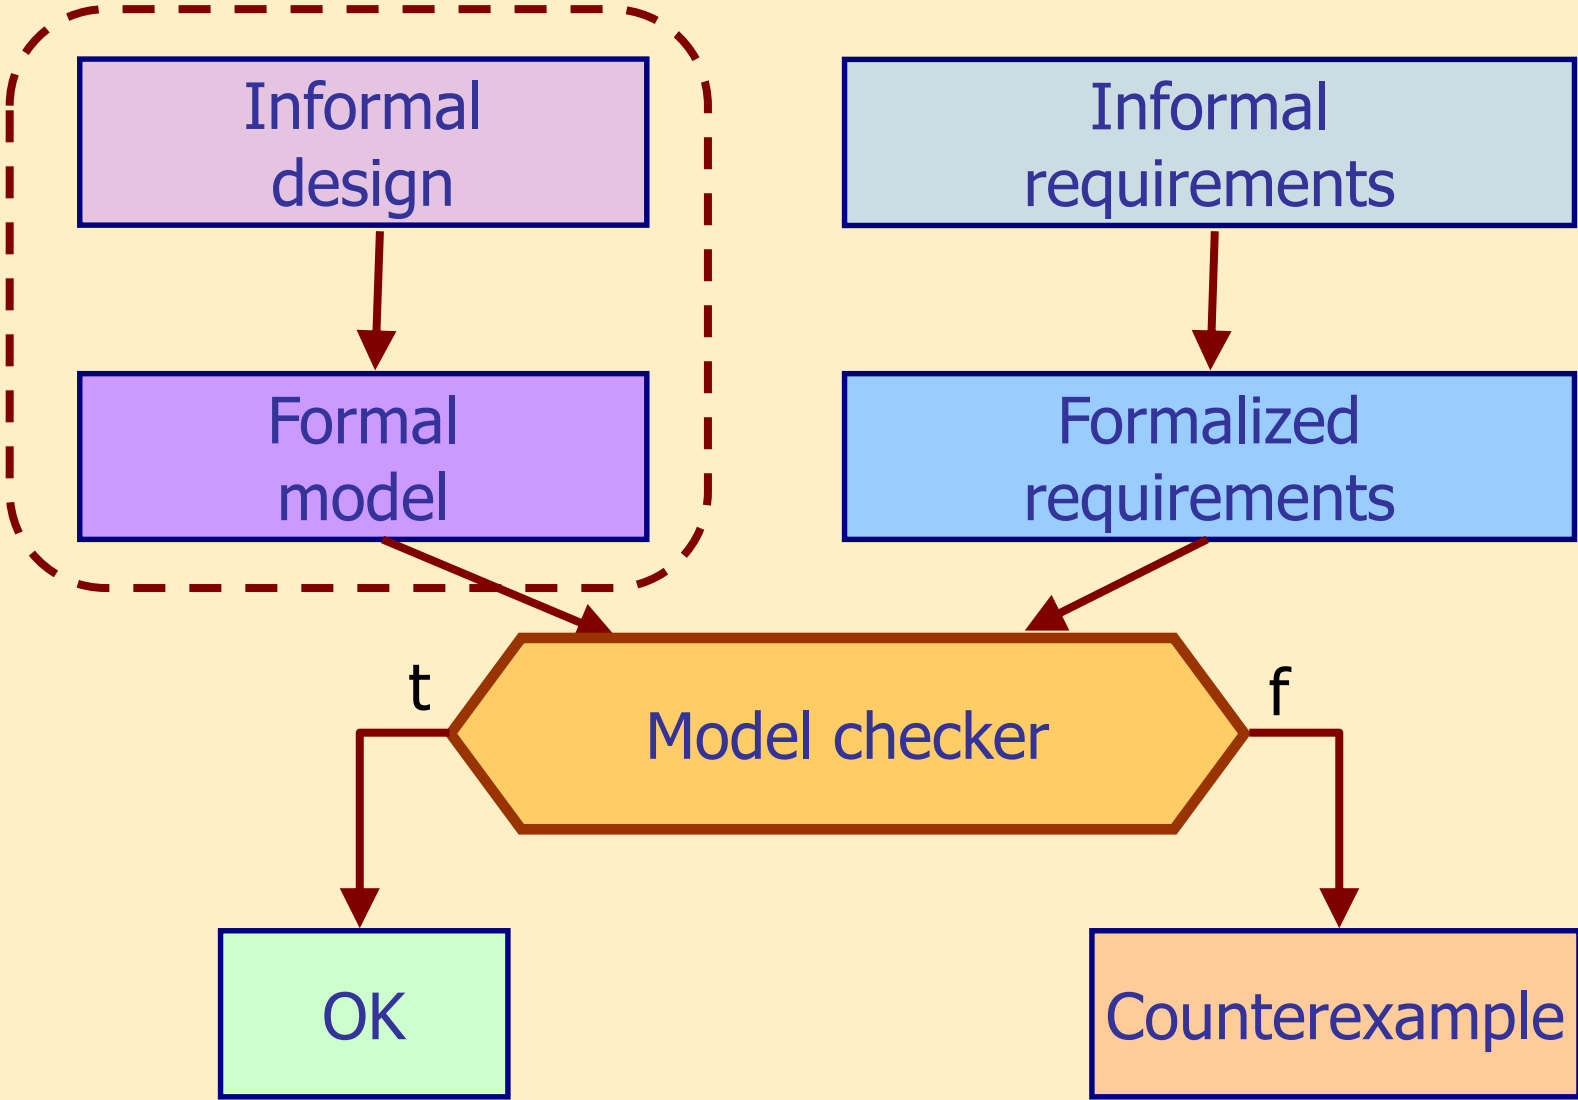 Informal
design
Informal
requirements
Formal
model
Formalized
requirements
t
f
Model checker
OK
Counterexample